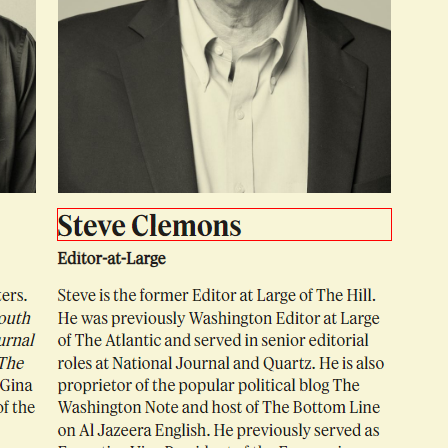 Steve Clemons
Editor-at-Large
ers. Steve is the former Editor at Large of The Hill.
outh He was previously Washington Editor at Large
urnal of The Atlantic and served in senior editorial
The roles at National Journal and Quartz. He is also
Gina proprietor of the popular political blog The
of the Washington Note and host of The Bottom Line
on Al Jazeera English. He previously served as